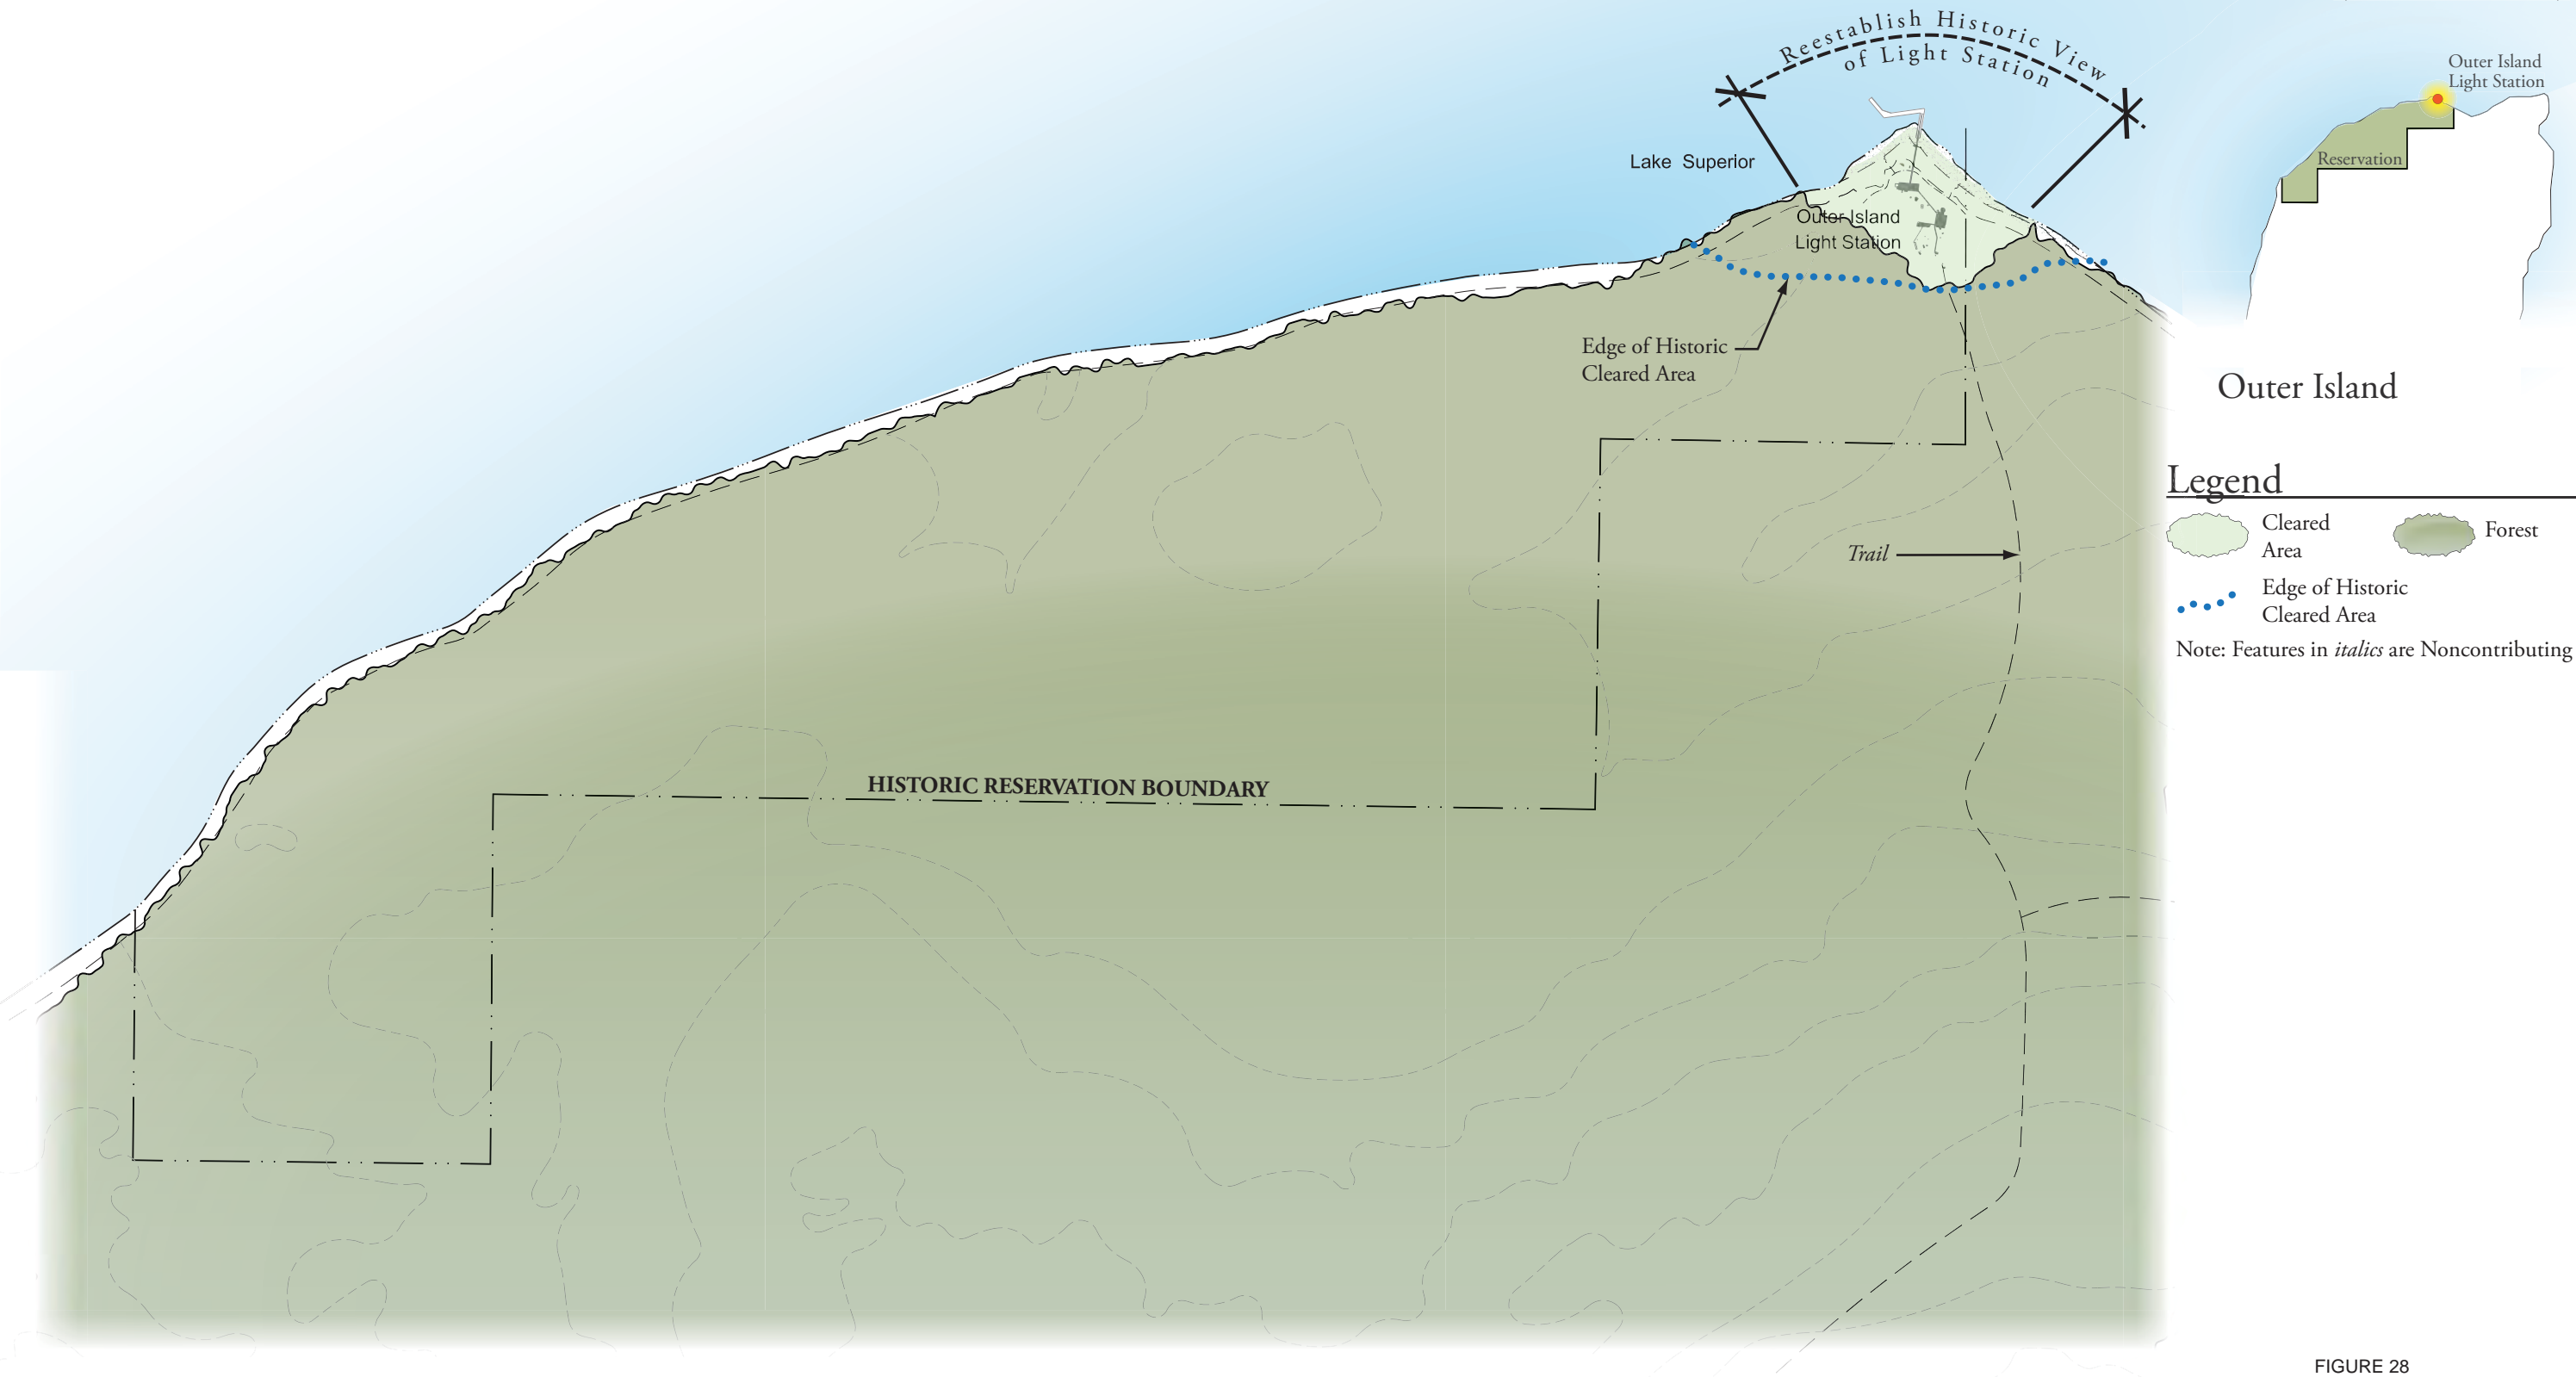 Reestablish Historic View
of Light Station
Outer Island
Light Station
Reservation
Lake Superior
Outer Island
Light Station
Edge of Historic
Cleared Area
Outer Island
Legend
Cleared
Area
Forest
Edge of Historic
Cleared Area
Note: Features in italics are Noncontributing
Trail
HISTORIC RESERVATION BOUNDARY
FIGURE 28